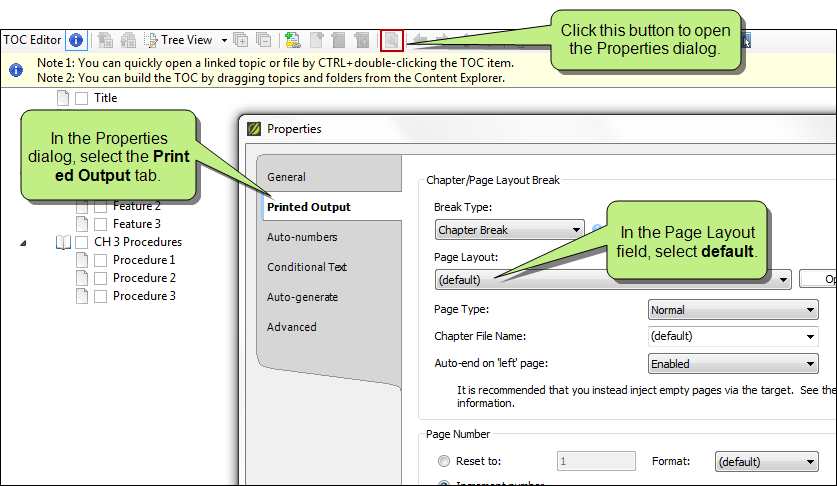 Click this button to open
the Properties dialog.
TOC Editor
Tree View
Note 1: You can quickly open a linked topic or file by CTRL+double-clicking the TOC item.
Note 2: You can build the TOC by dragging topics and folders from the Content Explorer.
Title
In the Properties
dialog, select the Print
ed Output tab.
Feature 2
Feature 3
CH 3 Procedures
Procedure 1
Procedure 2
Procedure 3
Properties
General
Printed Output
Auto-numbers
Conditional Text
Auto-generate
Advanced
Chapter/Page Layout Break
Break Type:
Chapter Break
In the Page Layout
field, select default.
Page Layout:
(default)
Op
Page Type:
Normal
Chapter File Name:
(default)
Auto-end on 'left' page:
Enabled
It is recommended that you instead inject empty pages via the target. See the
information.
Page Number
Reset to:
1
Format:
(default)
Increment number